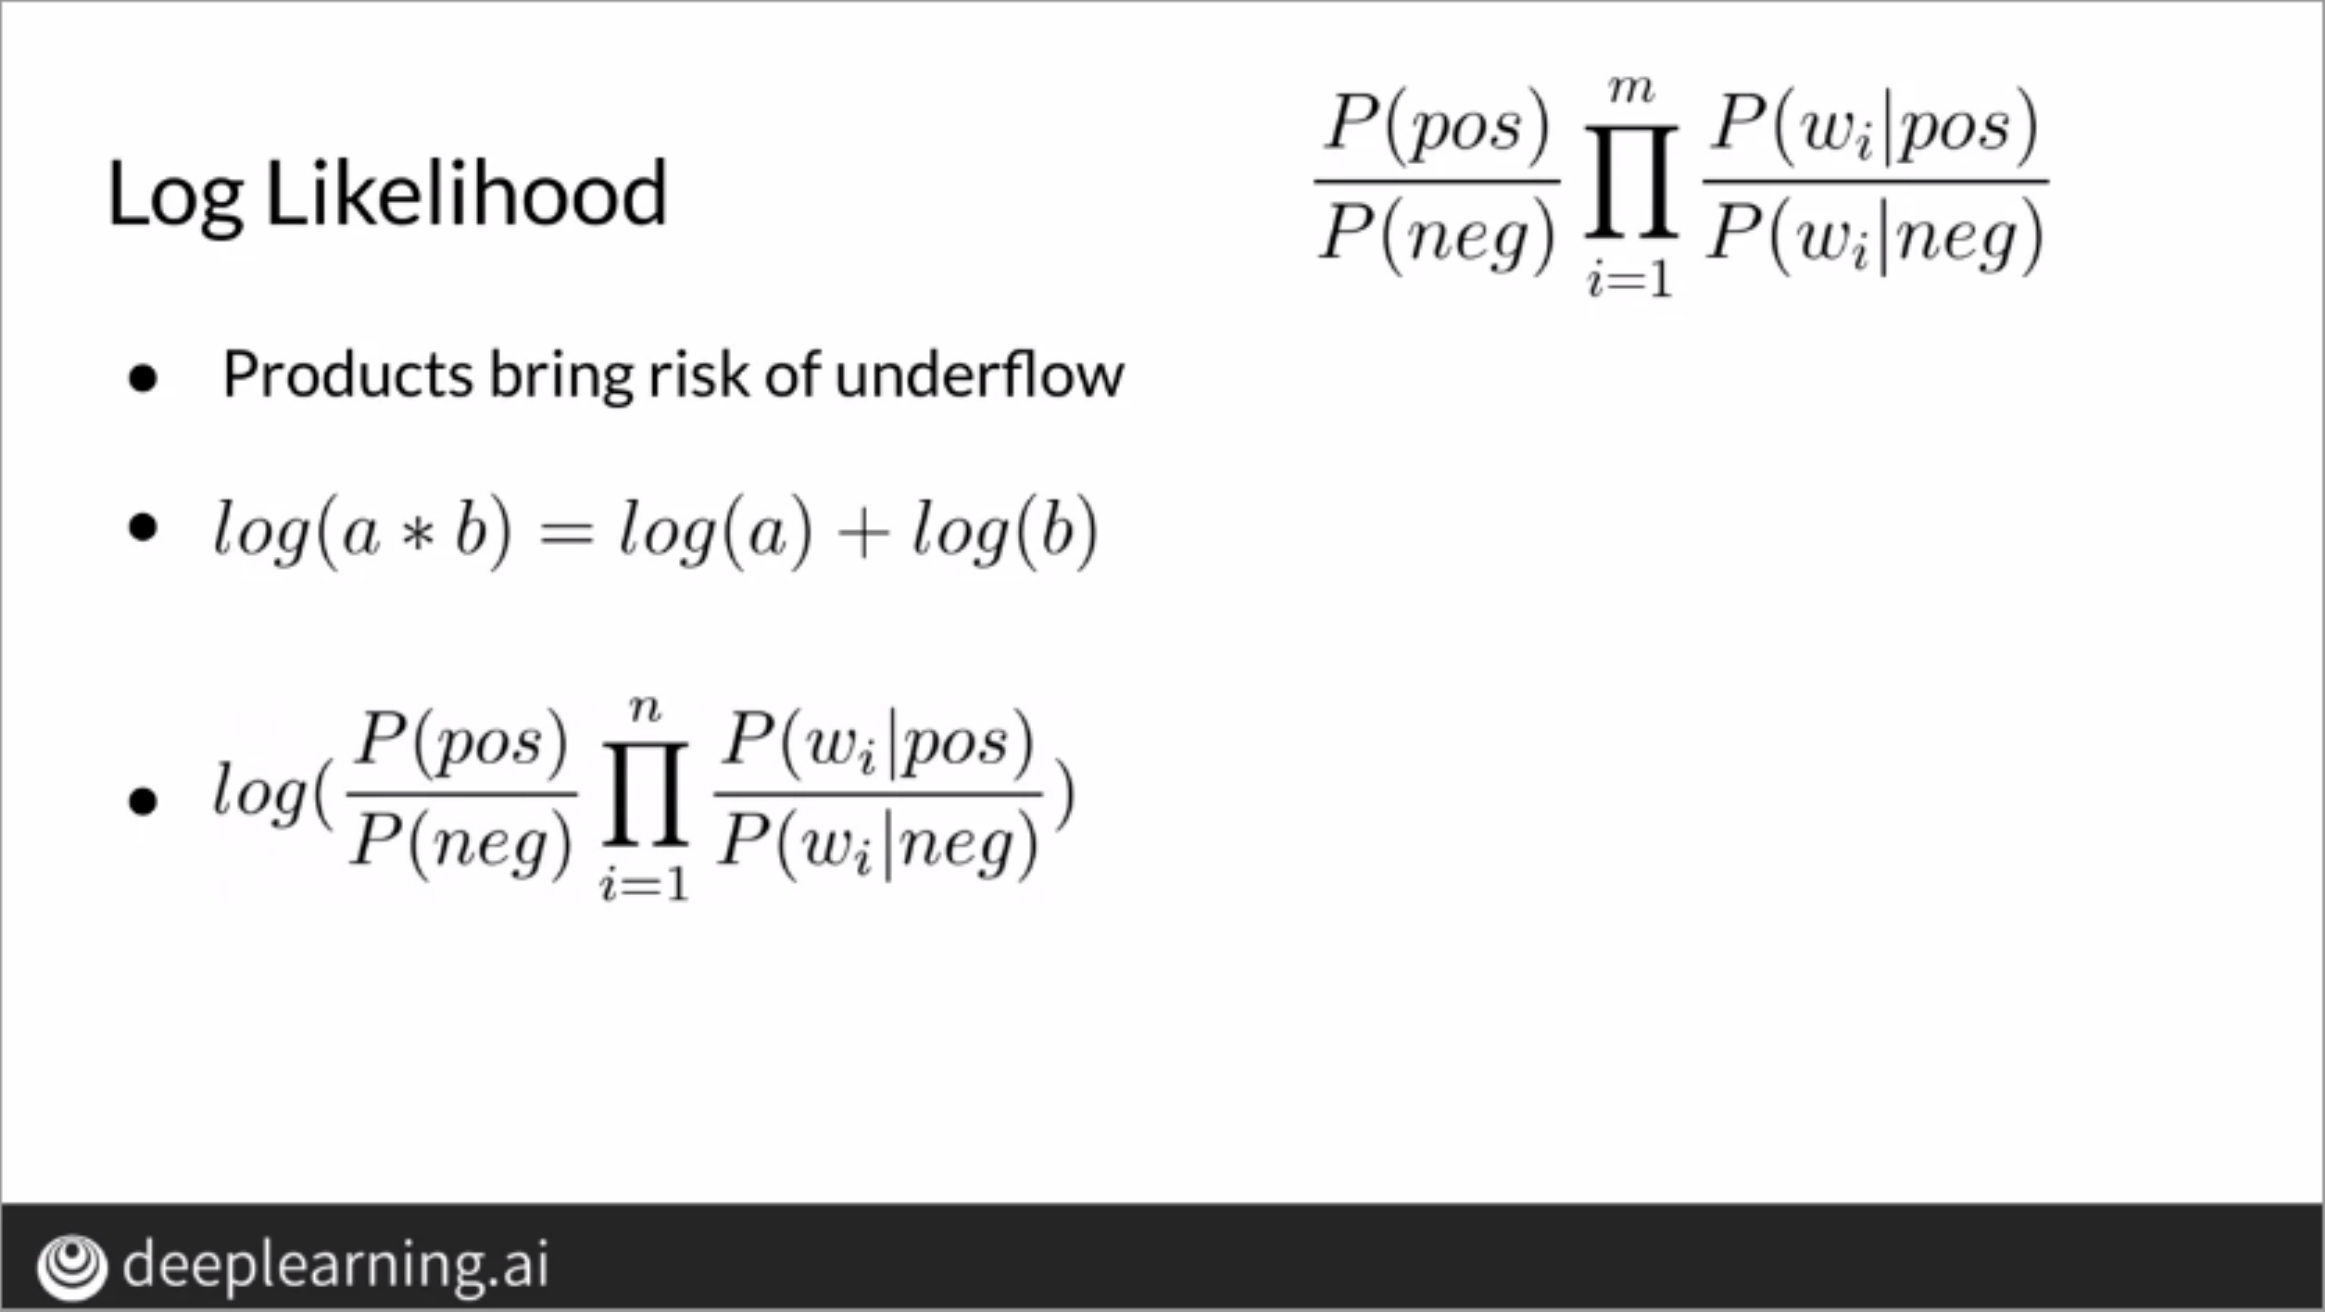 Log Likelihood
\frac{P(pos)}{P(neg)} \prod_{i=1}^{m} \frac{P(w_i|pos)}{P(w_i|neg)}
● Products bring risk of underflow
● log(a * b) = log(a) + log(b)
● log(\frac{P(pos)}{P(neg)} \prod_{i=1}^{n} \frac{P(w_i|pos)}{P(w_i|neg)})
deeplearning.ai